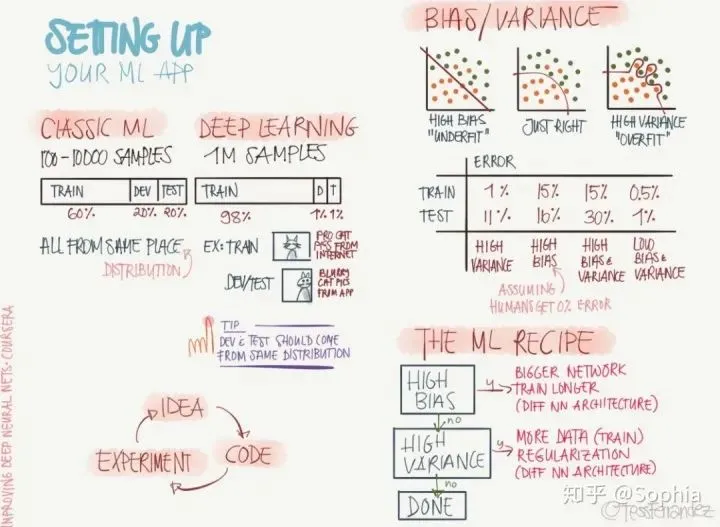 SETTING UP
YOUR ML APP
CLASSIC ML
100-10000 SAMPLES
TRAIN DEV TEST
60% 20% 20%
ALL FROM SAME PLACE
DISTRIBUTION
DEEP LEARNING
1M SAMPLES
TRAIN D T
98% 1% 1%
EX: TRAIN
PRO CAT
PICS FROM
INTERNET
DEV/TEST
BLURRY
CAT PICS
FROM APP
TIP
DEV & TEST SHOULD COME
FROM SAME DISTRIBUTION
IDEA
CODE
EXPERIMENT
IMPROVING DEEP NEURAL NETS · COURSERA
BIAS/VARIANCE
HIGH BIAS
"UNDERFIT"
JUST RIGHT
HIGH VARIANCE
"OVERFIT"
ERROR
TRAIN 1% 15% 15% 0.5%
TEST 11% 16% 30% 1%
HIGH
VARIANCE
HIGH
BIAS
HIGH
BIAS &
VARIANCE
LOW
BIAS &
VARIANCE
ASSUMING
HUMANS GET 0% ERROR
THE ML RECIPE
HIGH
BIAS
y
BIGGER NETWORK
TRAIN LONGER
(DIFF NN ARCHITECTURE)
no
HIGH
VARIANCE
y
MORE DATA (TRAIN)
REGULARIZATION
(DIFF NN ARCHITECTURE)
no
DONE
知乎 @Sophia
@TessFerrandez